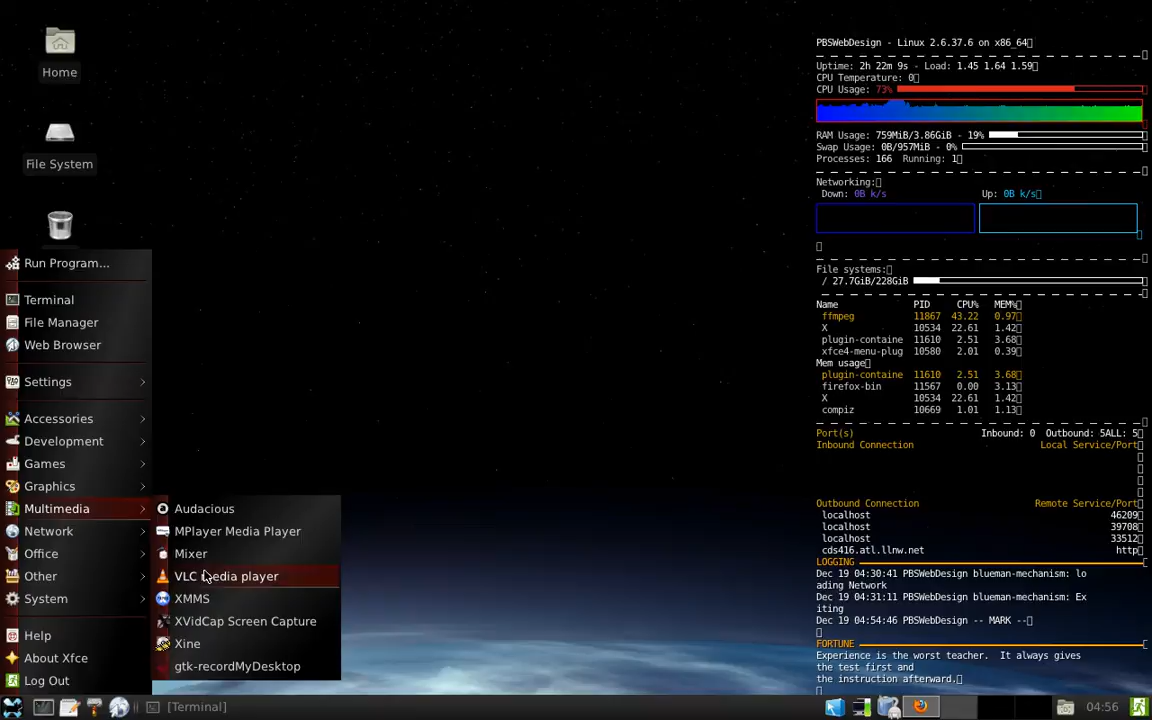 Home
File System
Run Program...
Terminal
File Manager
Web Browser
Settings
Accessories
Development
Games
Graphics
Multimedia
Network
Office
Other
System
Help
About Xfce
Log Out
Audacious
MPlayer Media Player
Mixer
VLC media player
XMMS
XVidCap Screen Capture
Xine
gtk-recordMyDesktop
[Terminal]
PBSWebDesign - Linux 2.6.37.6 on x86_64
Uptime: 2h 22m 9s - Load: 1.45 1.64 1.59
CPU Temperature: 0
CPU Usage: 73%
RAM Usage: 759MiB/3.86GiB - 19%
Swap Usage: 0B/957MiB - 0%
Processes: 166 Running: 1
Networking:
Down: 0B k/s Up: 0B k/s
File systems:
/ 27.7GiB/228GiB
Name PID CPU% MEM%
ffmpeg 11867 43.22 0.97
X 10534 22.61 1.42
plugin-containe 11610 2.51 3.68
xfce4-menu-plug 10580 2.01 0.39
Mem usage
plugin-containe 11610 2.51 3.68
firefox-bin 11567 0.00 3.13
X 10534 22.61 1.42
compiz 10669 1.01 1.13
Port(s) Inbound: 0 Outbound: 5ALL: 5
Inbound Connection Local Service/Port
Outbound Connection Remote Service/Port
localhost 46209
localhost 39708
localhost 33512
cds416.atl.llnw.net http
LOGGING
Dec 19 04:30:41 PBSWebDesign blueman-mechanism: lo
ading Network
Dec 19 04:31:11 PBSWebDesign blueman-mechanism: Ex
iting
Dec 19 04:54:46 PBSWebDesign -- MARK --
FORTUNE
Experience is the worst teacher. It always gives
the test first and
the instruction afterward.
04:56